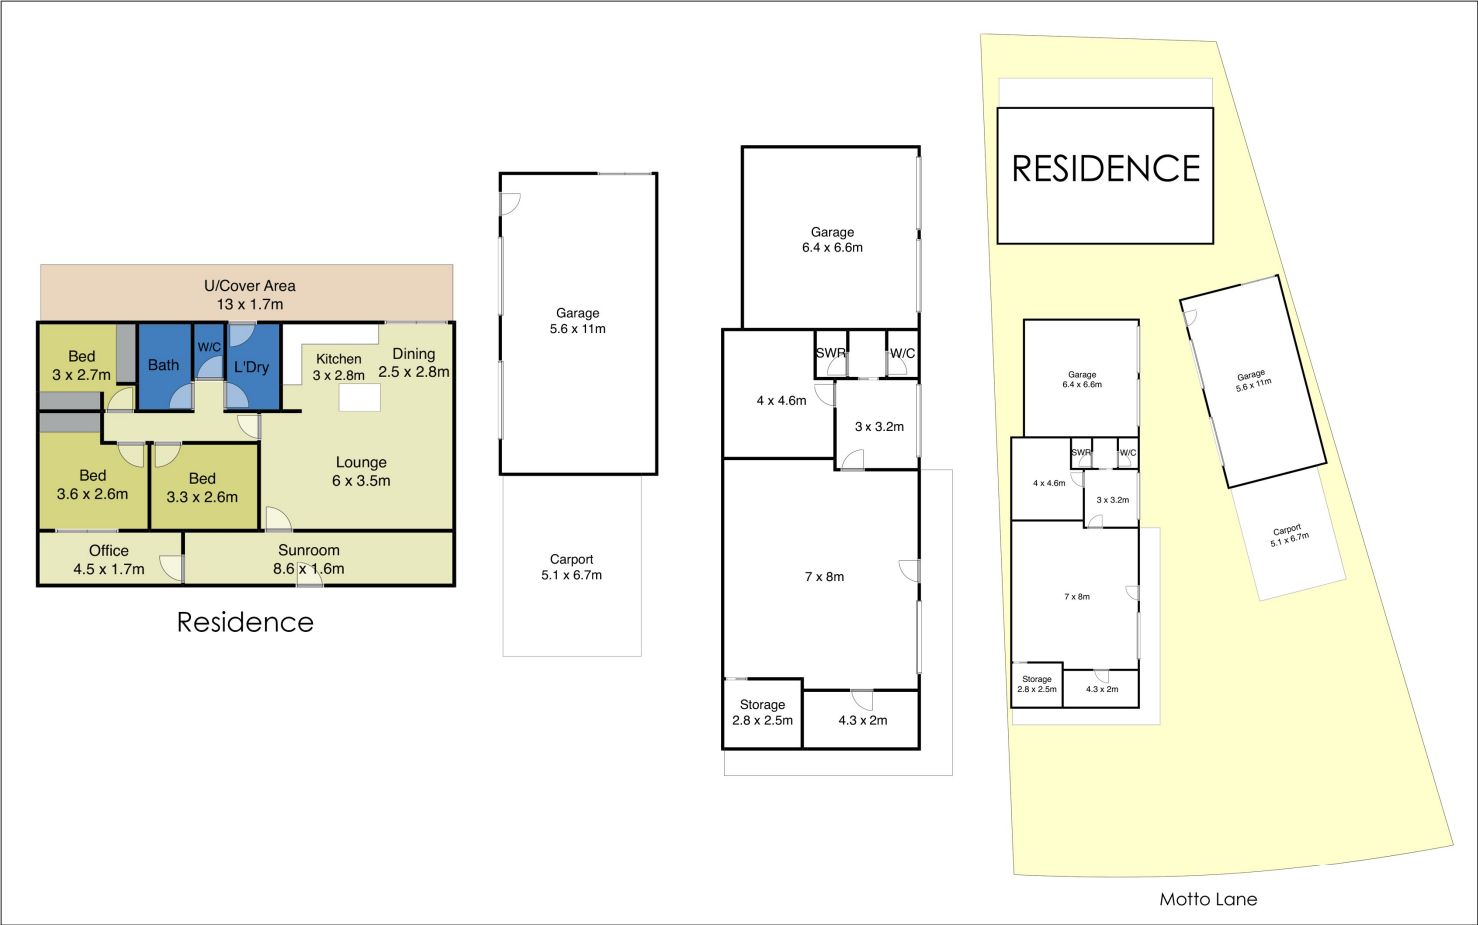 U/Cover Area
13 x 1.7m
Bed
3 x 2.7m
Bath
W/C
L'Dry
Kitchen
3 x 2.8m
Dining
2.5 x 2.8m
Bed
3.6 x 2.6m
Bed
3.3 x 2.6m
Lounge
6 x 3.5m
Office
4.5 x 1.7m
Sunroom
8.6 x 1.6m
Residence
Garage
5.6 x 11m
Carport
5.1 x 6.7m
Garage
6.4 x 6.6m
SWR
W/C
4 x 4.6m
3 x 3.2m
7 x 8m
Storage
2.8 x 2.5m
4.3 x 2m
RESIDENCE
Garage
6.4 x 6.6m
SWR
W/C
4 x 4.6m
3 x 3.2m
7 x 8m
Storage
2.8 x 2.5m
4.3 x 2m
Garage
5.6 x 11m
Carport
5.1 x 6.7m
Motto Lane